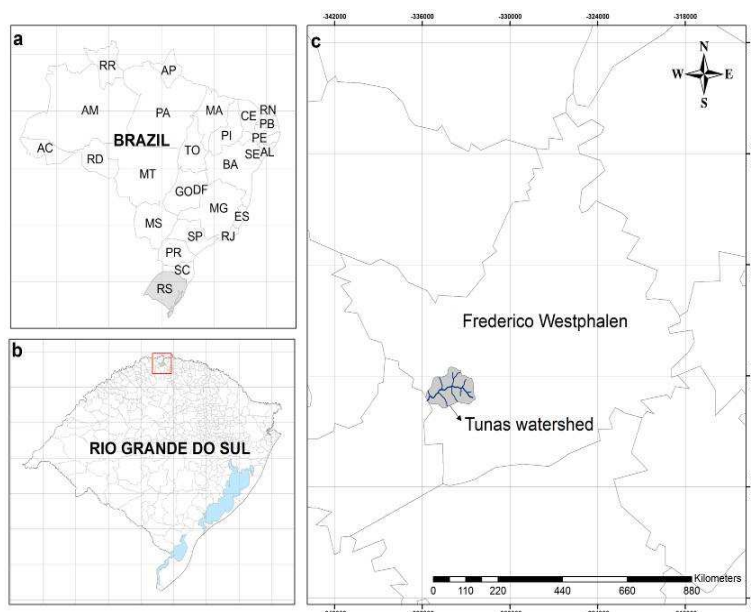 a
RR
AP
AM
PA
MA
CE
RN
PB
PE
AL
SE
PI
BRAZIL
TO
AC
RD
MT
BA
GO
DF
MG
ES
MS
SP
RJ
PR
SC
RS
b
RIO GRANDE DO SUL
-342000
-336000
-330000
-324000
-318000
c
N
W
E
S
Frederico Westphalen
Tunas watershed
Kilometers
0 110 220 440 660 880